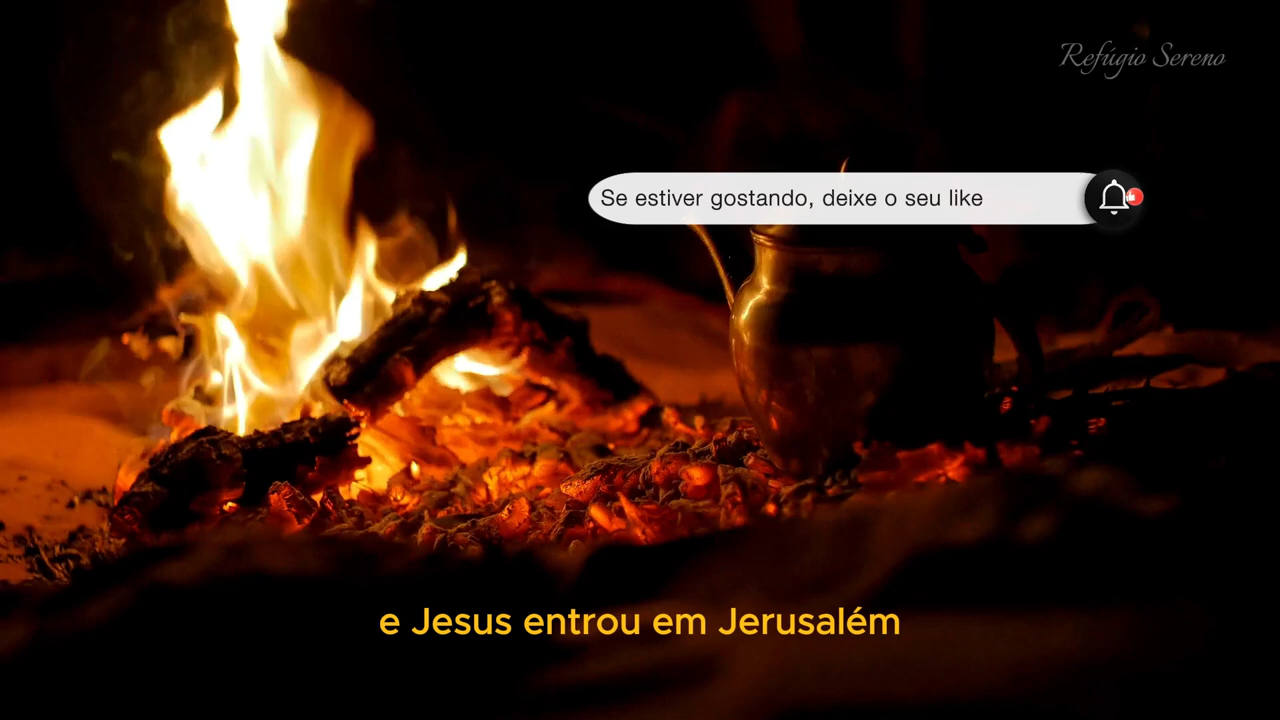 Refúgio Sereno
Se estiver gostando, deixe o seu like
e Jesus entrou em Jerusalém